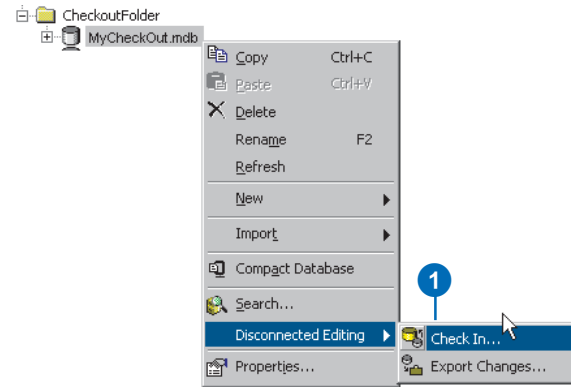 CheckoutFolder
MyCheckOut.mdb
Copy Ctrl+C
Paste Ctrl+V
Delete
Rename F2
Refresh
New
Import
Compact Database
Search...
1
Disconnected Editing
Check In...
Properties...
Export Changes...